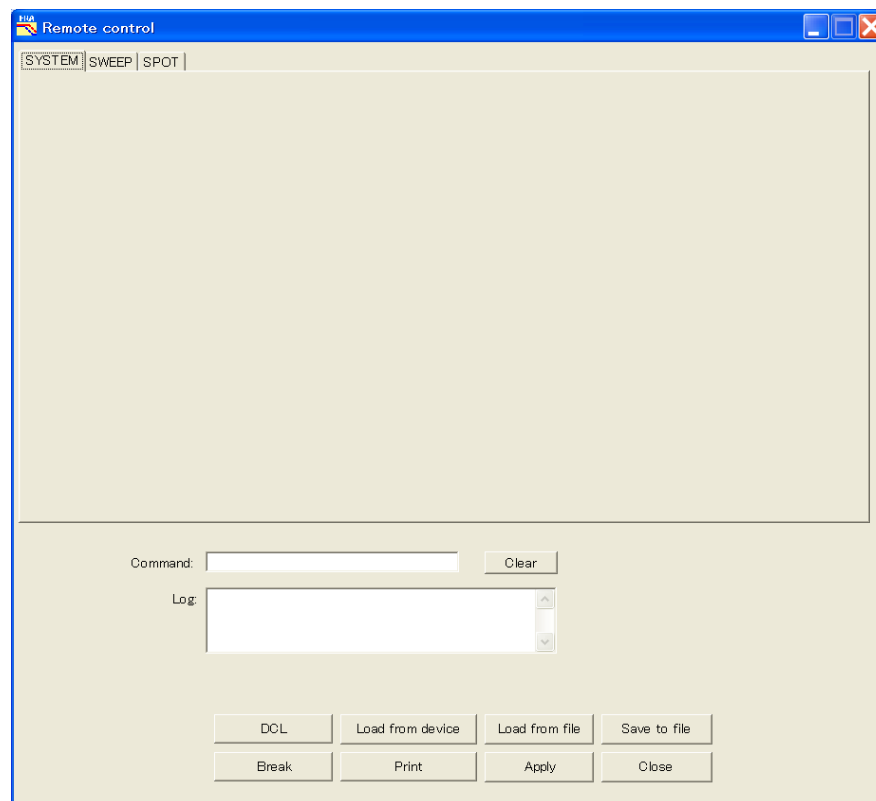 FRA
Remote control
SYSTEM SWEEP SPOT
Command: Clear
Log:
DCL Load from device Load from file Save to file
Break Print Apply Close